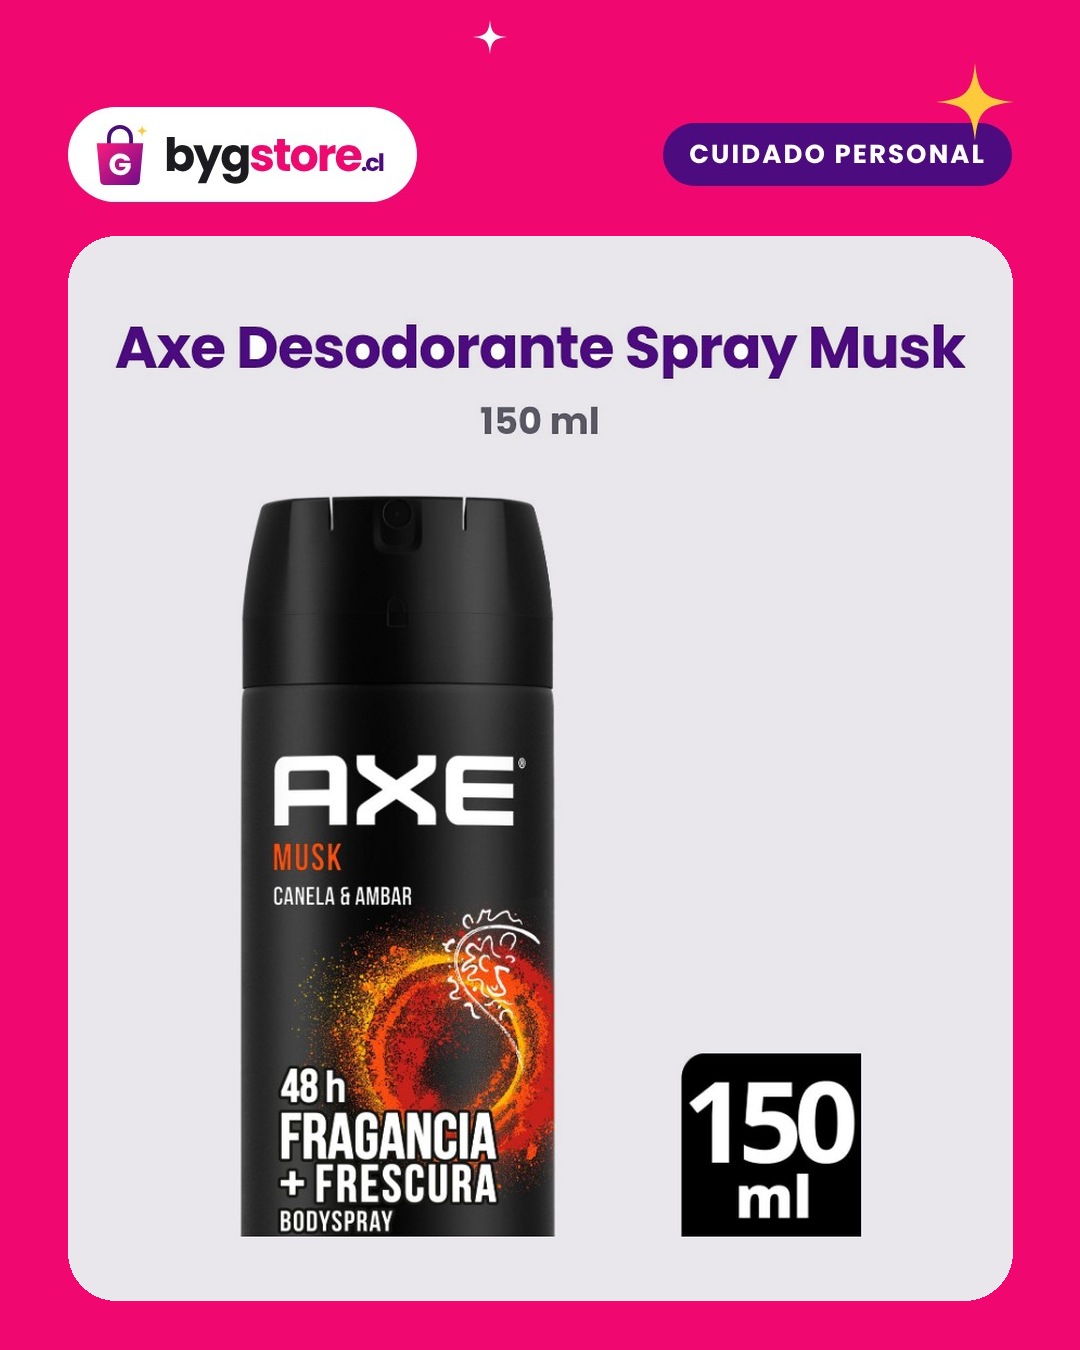 bygstore.cl
G
CUIDADO PERSONAL
Axe Desodorante Spray Musk
150 ml
AXE®
MUSK
CANELA & AMBAR
48 h
FRAGANCIA
+ FRESCURA
BODYSPRAY
150
ml